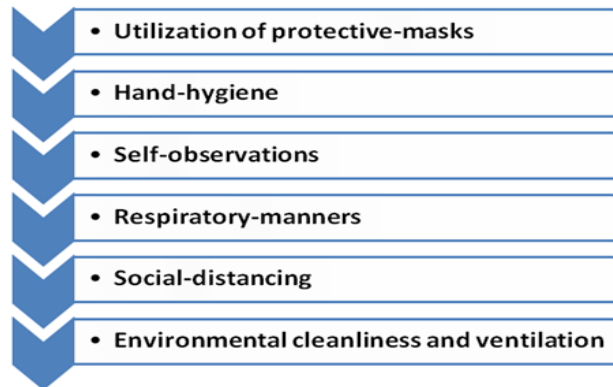 • Utilization of protective-masks
• Hand-hygiene
• Self-observations
• Respiratory-manners
• Social-distancing
• Environmental cleanliness and ventilation